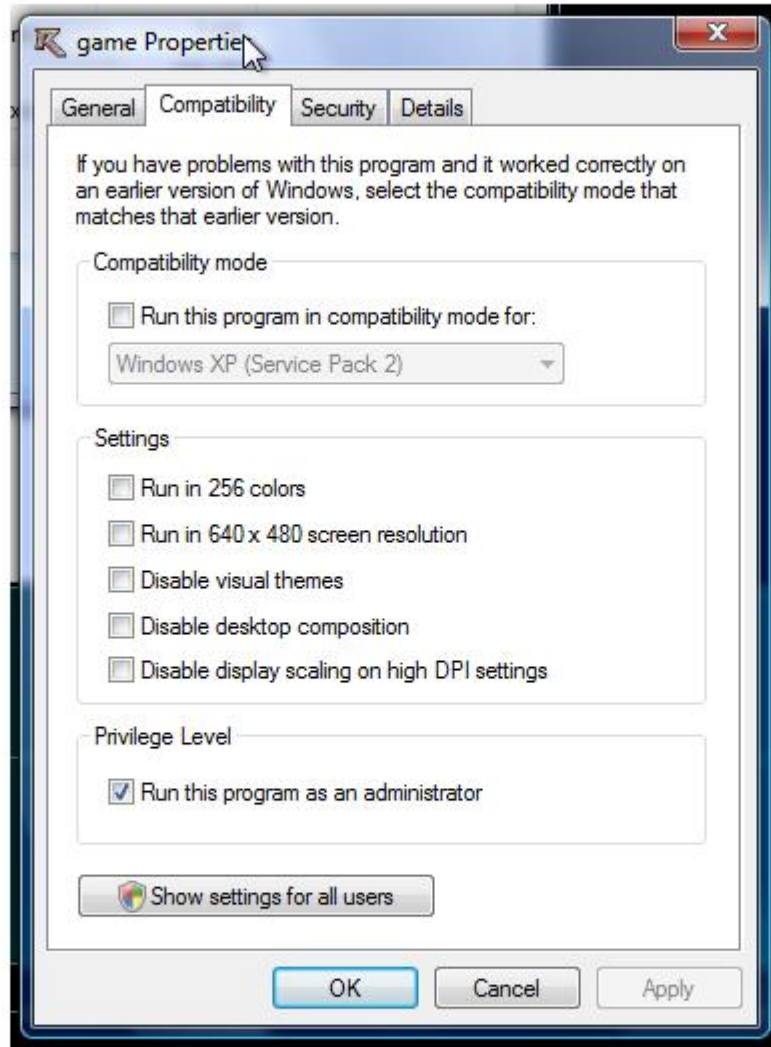 game Propertie
General Compatibility Security Details
If you have problems with this program and it worked correctly on
an earlier version of Windows, select the compatibility mode that
matches that earlier version.
Compatibility mode
Run this program in compatibility mode for:
Windows XP (Service Pack 2)
Settings
Run in 256 colors
Run in 640 x 480 screen resolution
Disable visual themes
Disable desktop composition
Disable display scaling on high DPI settings
Privilege Level
Run this program as an administrator
Show settings for all users
OK Cancel Apply